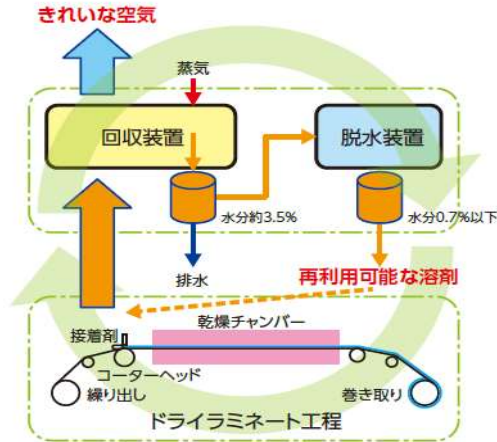 きれいな空気
蒸気
回収装置
脱水装置
水分約3.5%
水分0.7%以下
排水
再利用可能な溶剤
乾燥チャンバー
接着剤
コーターヘッド
繰り出し
巻き取り
ドライラミネート工程